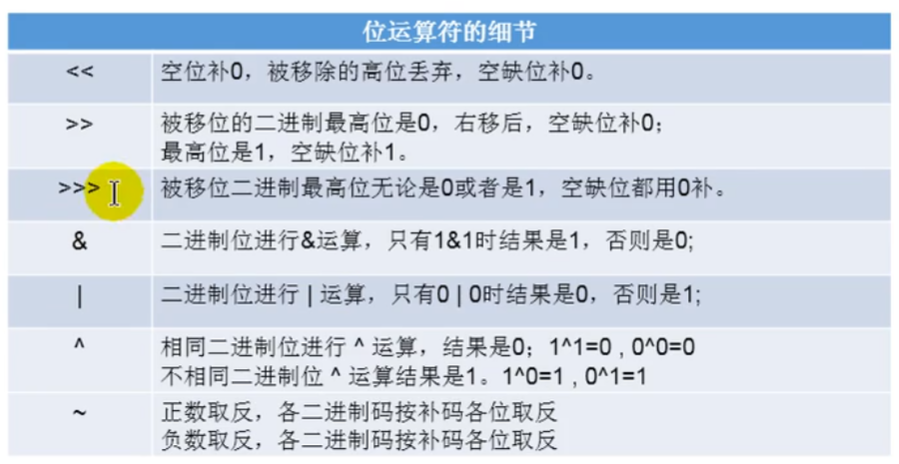 位运算符的细节
<< 空位补0，被移除的高位丢弃，空缺位补0。
>> 被移位的二进制最高位是0，右移后，空缺位补0；
最高位是1，空缺位补1。
>>> 被移位二进制最高位无论是0或者是1，空缺位都用0补。
& 二进制位进行&运算，只有1&1时结果是1，否则是0;
| 二进制位进行 | 运算，只有0 | 0时结果是0，否则是1;
^ 相同二进制位进行 ^ 运算，结果是0；1^1=0 , 0^0=0
不相同二进制位 ^ 运算结果是1。1^0=1 , 0^1=1
~ 正数取反，各二进制码按补码各位取反
负数取反，各二进制码按补码各位取反